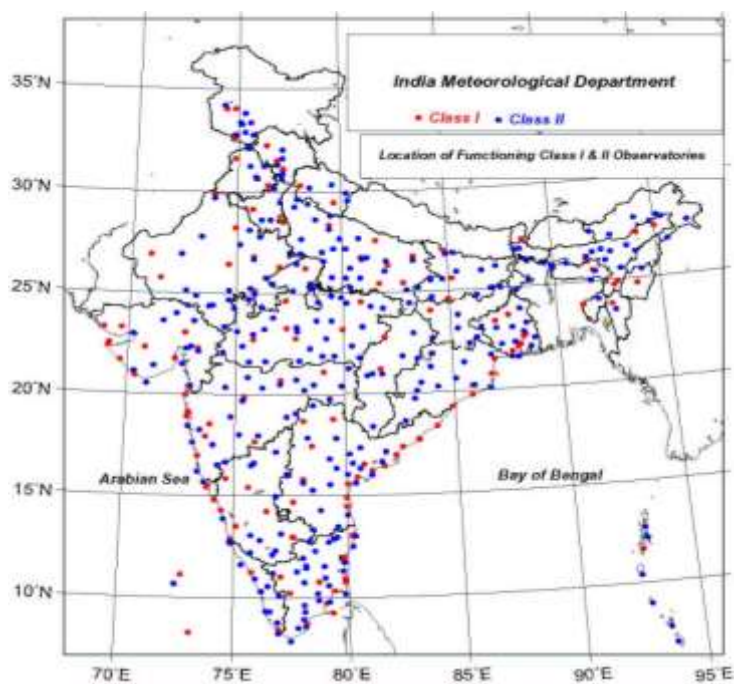 India Meteorological Department
Class I Class II
Location of Functioning Class I & II Observatories
35°N
30°N
25°N
20°N
Arabian Sea Bay of Bengal
15°N
10°N
70°E 75°E 80°E 85°E 90°E 95°E